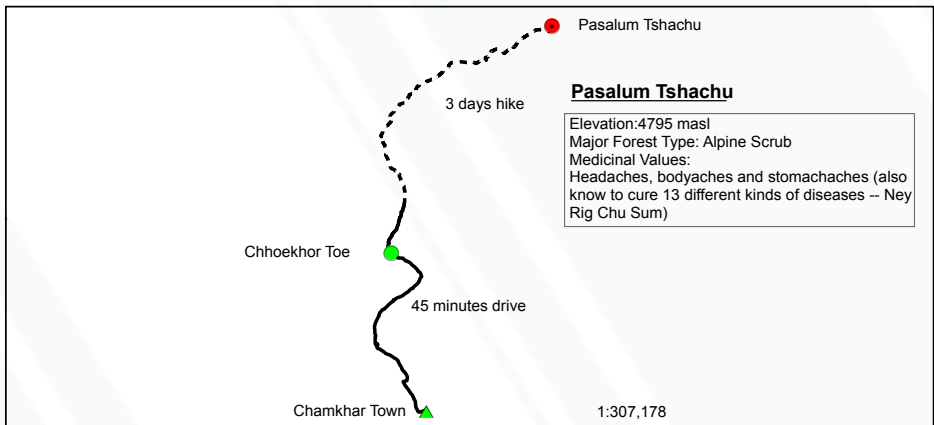 Pasalum Tshachu
3 days hike
Pasalum Tshachu
Elevation:4795 masl
Major Forest Type: Alpine Scrub
Medicinal Values:
Headaches, bodyaches and stomachaches (also
know to cure 13 different kinds of diseases -- Ney
Rig Chu Sum)
Chhoekhor Toe
45 minutes drive
Chamkhar Town
1:307,178